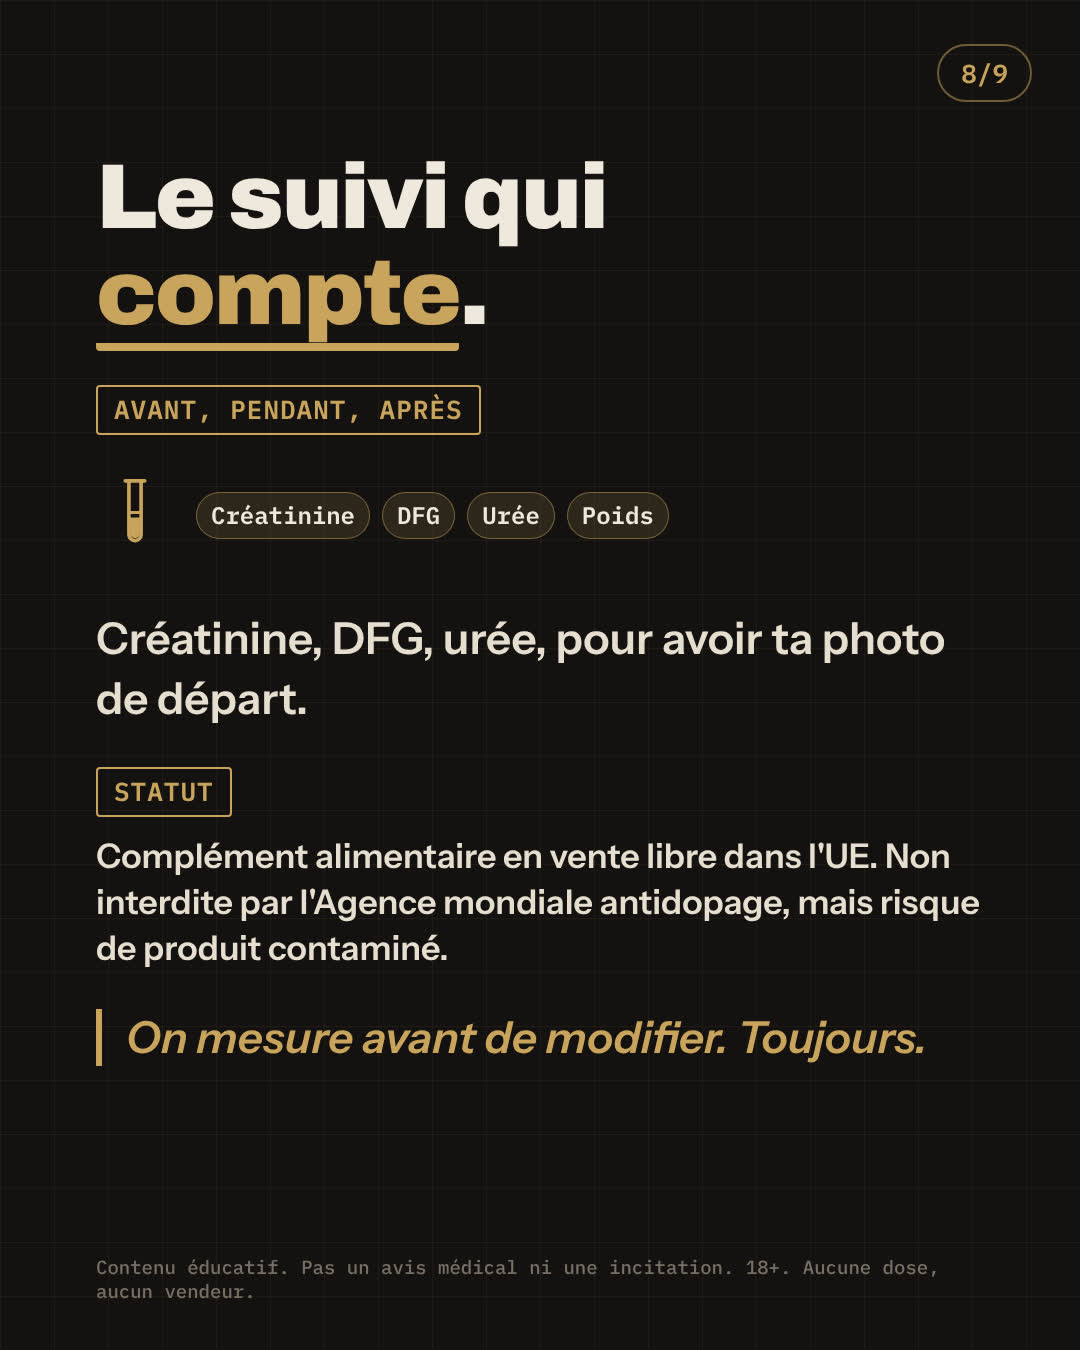 8/9
Le suivi qui
compte.
AVANT, PENDANT, APRÈS
Créatinine DFG Urée Poids
Créatinine, DFG, urée, pour avoir ta photo
de départ.
STATUT
Complément alimentaire en vente libre dans l'UE. Non
interdite par l'Agence mondiale antidopage, mais risque
de produit contaminé.
On mesure avant de modifier. Toujours.
Contenu éducatif. Pas un avis médical ni une incitation. 18+. Aucune dose,
aucun vendeur.